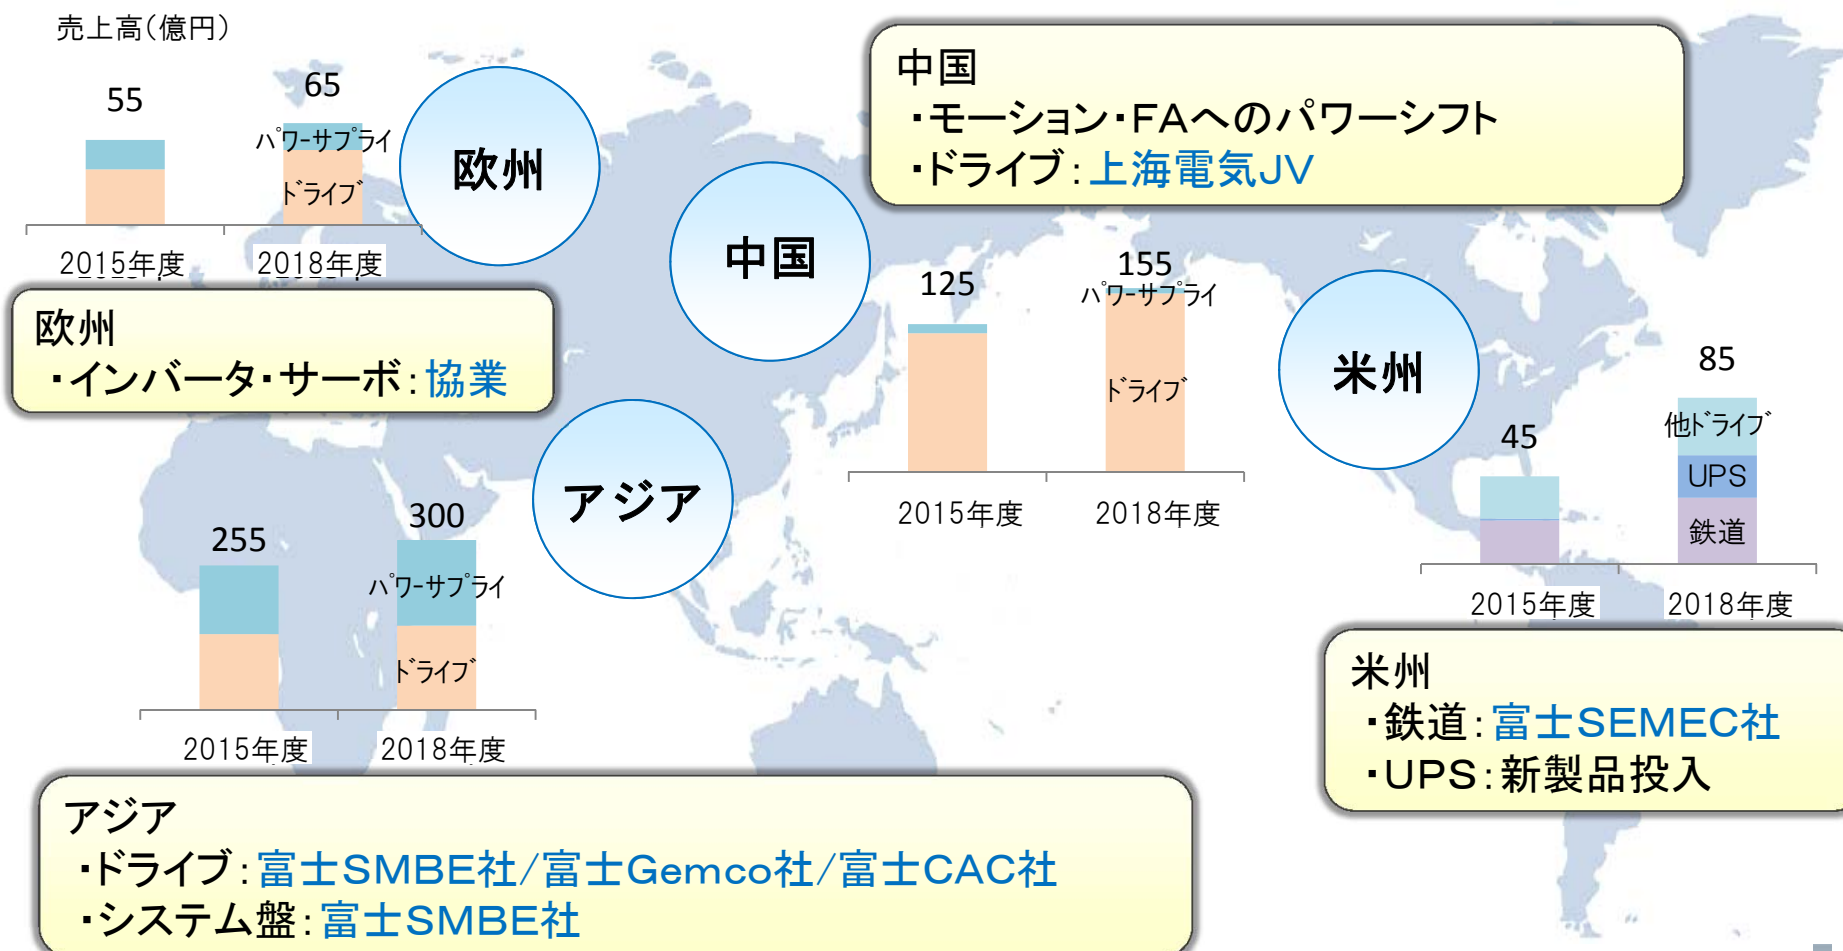 売上高(億円)
55
65
パワーサプライ
ドライブ
2015年度
2018年度
欧州
欧州
・インバータ・サーボ:協業
中国
・モーション・FAへのパワーシフト
・ドライブ:上海電気JV
中国
125
155
パワーサプライ
ドライブ
2015年度
2018年度
米州
45
85
他ドライブ
UPS
鉄道
2015年度
2018年度
米州
・鉄道:富士SEMEC社
・UPS:新製品投入
アジア
255
300
パワーサプライ
ドライブ
2015年度
2018年度
アジア
・ドライブ:富士SMBE社/富士Gemco社/富士CAC社
・システム盤:富士SMBE社